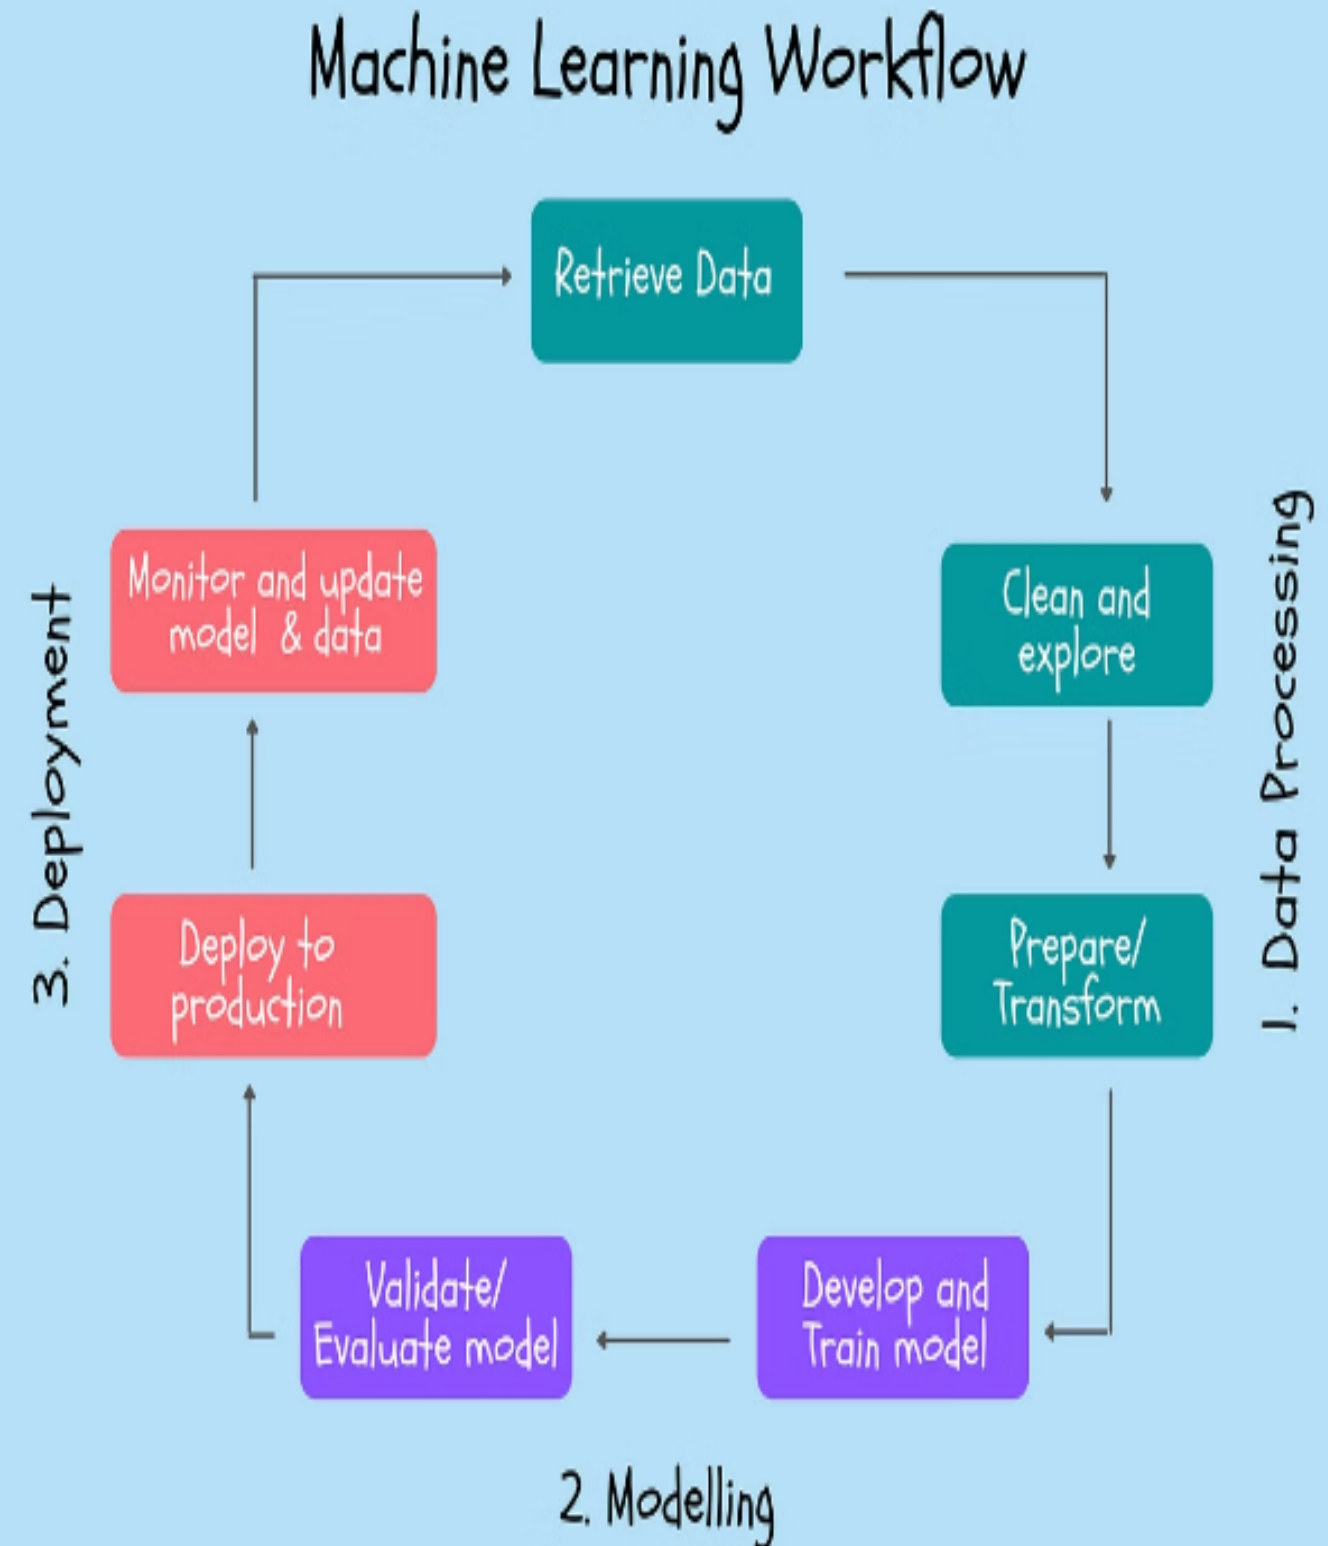 Machine Learning Workflow
Retrieve Data
Clean and
explore
Prepare/
Transform
1. Data Processing
Develop and
Train model
Validate/
Evaluate model
2. Modelling
Deploy to
production
Monitor and update
model & data
3. Deployment